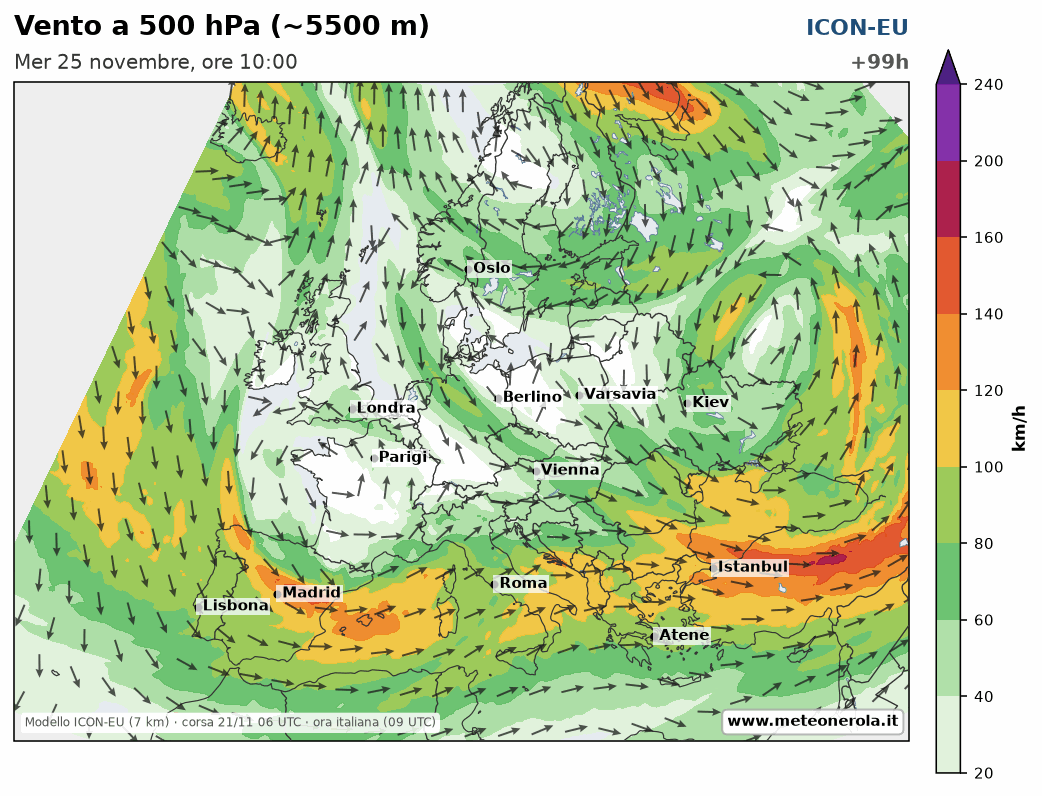 Vento a 500 hPa (~5500 m)
ICON-EU
Mer 25 novembre, ore 10:00
+99h
240
200
160
140
120
100
80
60
40
20
km/h
Oslo
Berlino
Varsavia
Kiev
Londra
Parigi
Vienna
Istanbul
Roma
Madrid
Lisbona
Atene
Modello ICON-EU (7 km) · corsa 21/11 06 UTC · ora italiana (09 UTC)
www.meteonerola.it